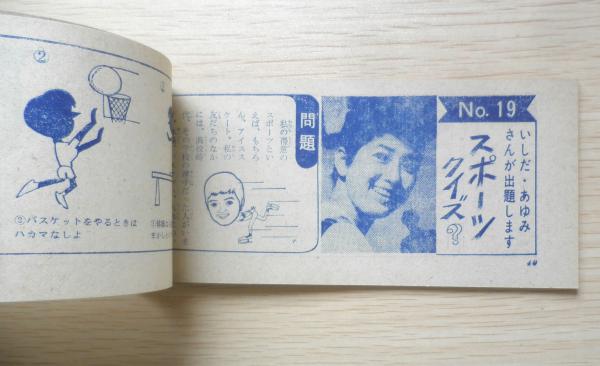 No. 19
いしだ・あゆみ
さんが出題します
スポーツ
クイズ?
問題
私の得意の
スポーツとい
えば、もちろ
ん、アイスス
ケート。私の
友だちのなか
には、高校時
②
②バスケットをやるときは
ハカマなしよ